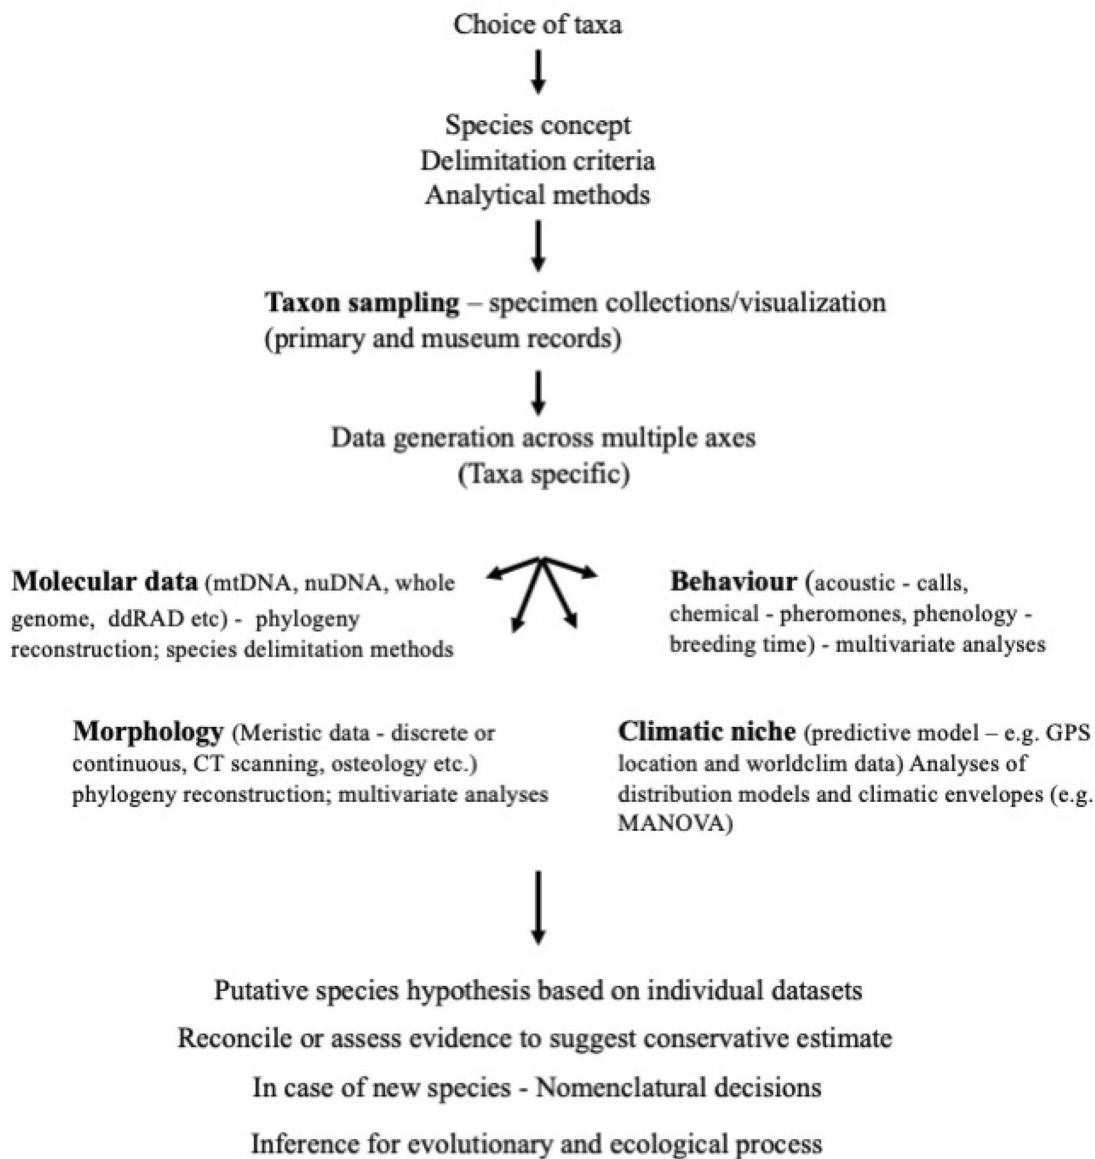 Choice of taxa
Species concept
Delimitation criteria
Analytical methods
Taxon sampling – specimen collections/visualization
(primary and museum records)
Data generation across multiple axes
(Taxa specific)
Molecular data (mtDNA, nuDNA, whole
genome, ddRAD etc) - phylogeny
reconstruction; species delimitation methods
Behaviour (acoustic - calls,
chemical - pheromones, phenology -
breeding time) - multivariate analyses
Morphology (Meristic data - discrete or
continuous, CT scanning, osteology etc.)
phylogeny reconstruction; multivariate analyses
Climatic niche (predictive model – e.g. GPS
location and worldclim data) Analyses of
distribution models and climatic envelopes (e.g.
MANOVA)
Putative species hypothesis based on individual datasets
Reconcile or assess evidence to suggest conservative estimate
In case of new species - Nomenclatural decisions
Inference for evolutionary and ecological process